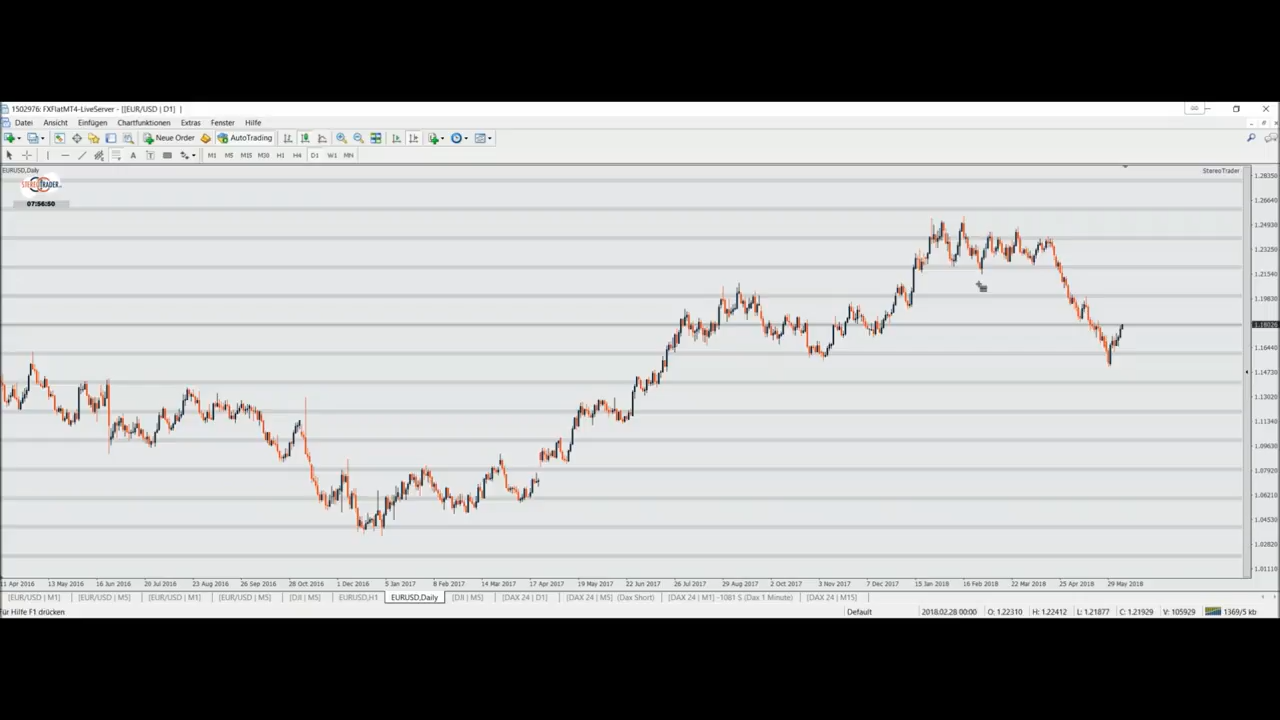 1502976: FXFlatMT4-LiveServer - [[EUR/USD | D1] |
Datei Ansicht Einfügen Chartfunktionen Extras Fenster Hilfe
New Order AutoTrading
A T M1 M5 M15 M30 H1 H4 D1 W1 MN
EURUSD,Daily StereoTrader
STEREOTRADER
07:56:50
1.28350
1.26640
1.24930
1.23250
1.21540
1.19830
1.16440
1.14730
1.13020
1.11340
1.09630
1.07920
1.06210
1.04530
1.02820
1.01110
11 Apr 2016 13 May 2016 16 Jun 2016 20 Jul 2016 23 Aug 2016 26 Sep 2016 28 Oct 2016 1 Dec 2016 5 Jan 2017 8 Feb 2017 14 Mar 2017 17 Apr 2017 19 May 2017 22 Jun 2017 26 Jul 2017 29 Aug 2017 2 Oct 2017 3 Nov 2017 7 Dec 2017 15 Jan 2018 16 Feb 2018 22 Mar 2018 25 Apr 2018 29 May 2018
[EUR/USD | M1] [EUR/USD | M5] [EUR/USD | M1] [EUR/USD | M5] [DJI | M5] EURUSD,H1 EURUSD,Daily [DJI | M5] [DAX 24 | D1] [DAX 24 | M5] (Dax Short) [DAX 24 | M1] -1081 S (Dax 1 Minute) [DAX 24 | M15]
Für Hilfe F1 drücken Default 2018.02.28 00:00 O: 1.22310 H: 1.22412 L: 1.21877 C: 1.21929 V: 105929 1369/5 kb